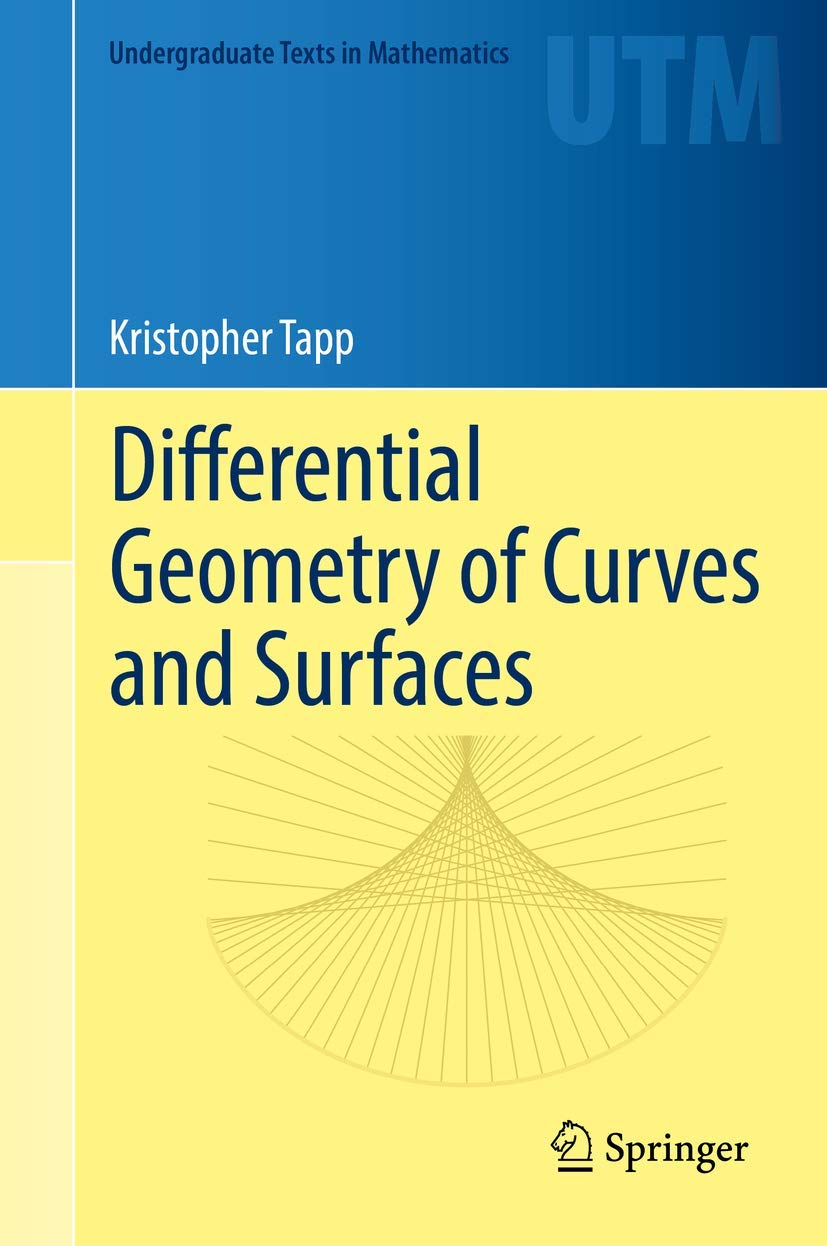 Undergraduate Texts in Mathematics
UTM
Kristopher Tapp
Differential
Geometry of Curves
and Surfaces
Springer